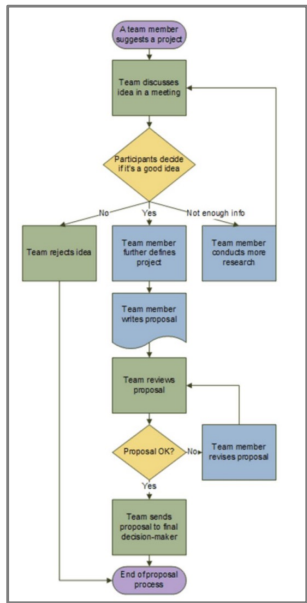 A team member
suggests a project
Team discusses
idea in a meeting
Participants decide
if it's a good idea
No
Yes
Not enough info
Team rejects idea
Team member
further defines
project
Team member
conducts more
research
Team member
writes proposal
Team reviews
proposal
Proposal OK?
No
Team member
revises proposal
Yes
Team sends
proposal to final
decision-maker
End of proposal
process